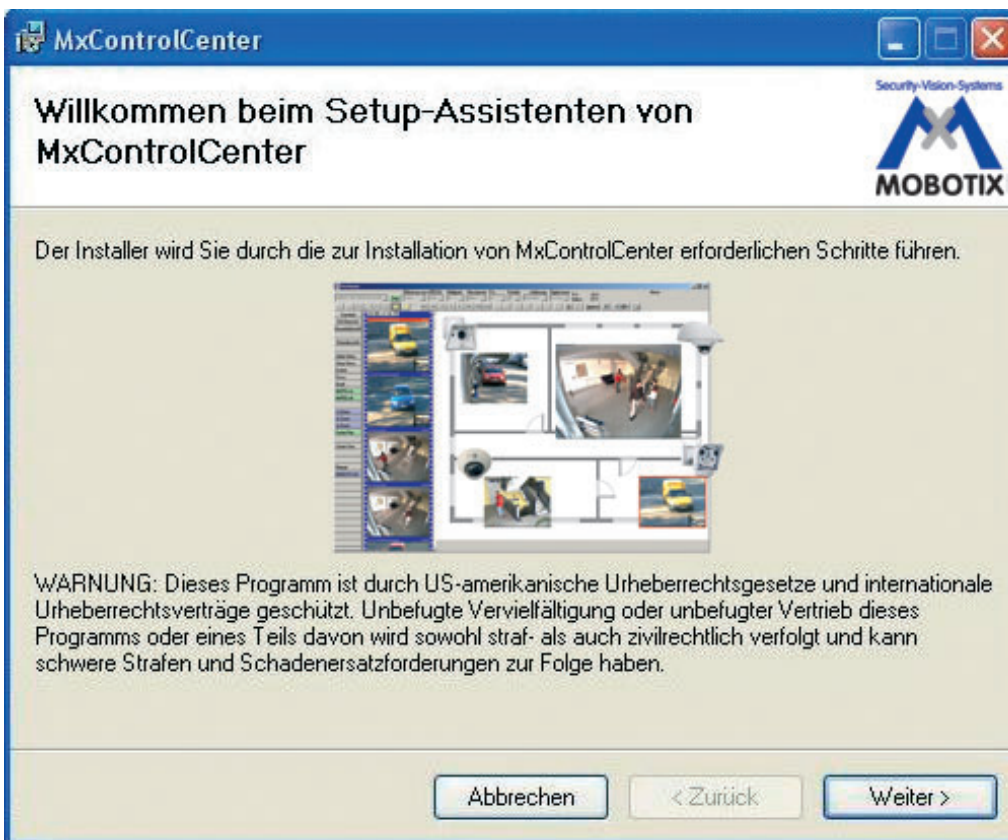 MxControlCenter
Willkommen beim Setup-Assistenten von
MxControlCenter
Security-Vision-Systems
MOBOTIX
Der Installer wird Sie durch die zur Installation von MxControlCenter erforderlichen Schritte führen.
WARNUNG: Dieses Programm ist durch US-amerikanische Urheberrechtsgesetze und internationale
Urheberrechtsverträge geschützt. Unbefugte Vervielfältigung oder unbefugter Vertrieb dieses
Programms oder eines Teils davon wird sowohl straf- als auch zivilrechtlich verfolgt und kann
schwere Strafen und Schadenersatzforderungen zur Folge haben.
Abbrechen
< Zurück
Weiter >